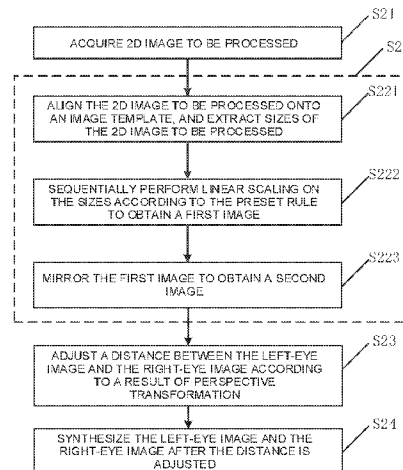 S21
ACQUIRE 2D IMAGE TO BE PROCESSED
S2
S221
ALIGN THE 2D IMAGE TO BE PROCESSED ONTO
AN IMAGE TEMPLATE, AND EXTRACT SIZES OF
THE 2D IMAGE TO BE PROCESSED
S222
SEQUENTIALLY PERFORM LINEAR SCALING ON
THE SIZES ACCORDING TO THE PRESET RULE
TO OBTAIN A FIRST IMAGE
S223
MIRROR THE FIRST IMAGE TO OBTAIN A SECOND
IMAGE
S23
ADJUST A DISTANCE BETWEEN THE LEFT-EYE
IMAGE AND THE RIGHT-EYE IMAGE ACCORDING
TO A RESULT OF PERSPECTIVE
TRANSFORMATION
S24
SYNTHESIZE THE LEFT-EYE IMAGE AND THE
RIGHT-EYE IMAGE AFTER THE DISTANCE IS
ADJUSTED